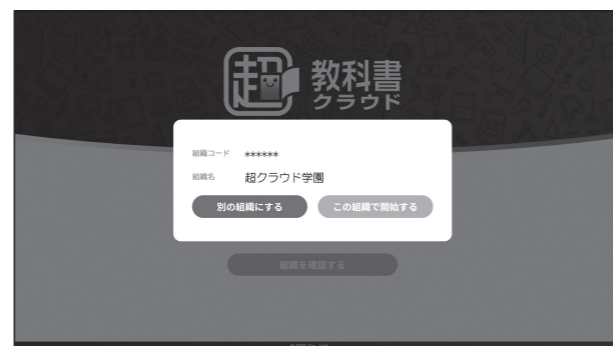 超 教科書
クラウド
組織コード ******
組織名 超クラウド学園
別の組織にする この組織で開始する
組織を確認する